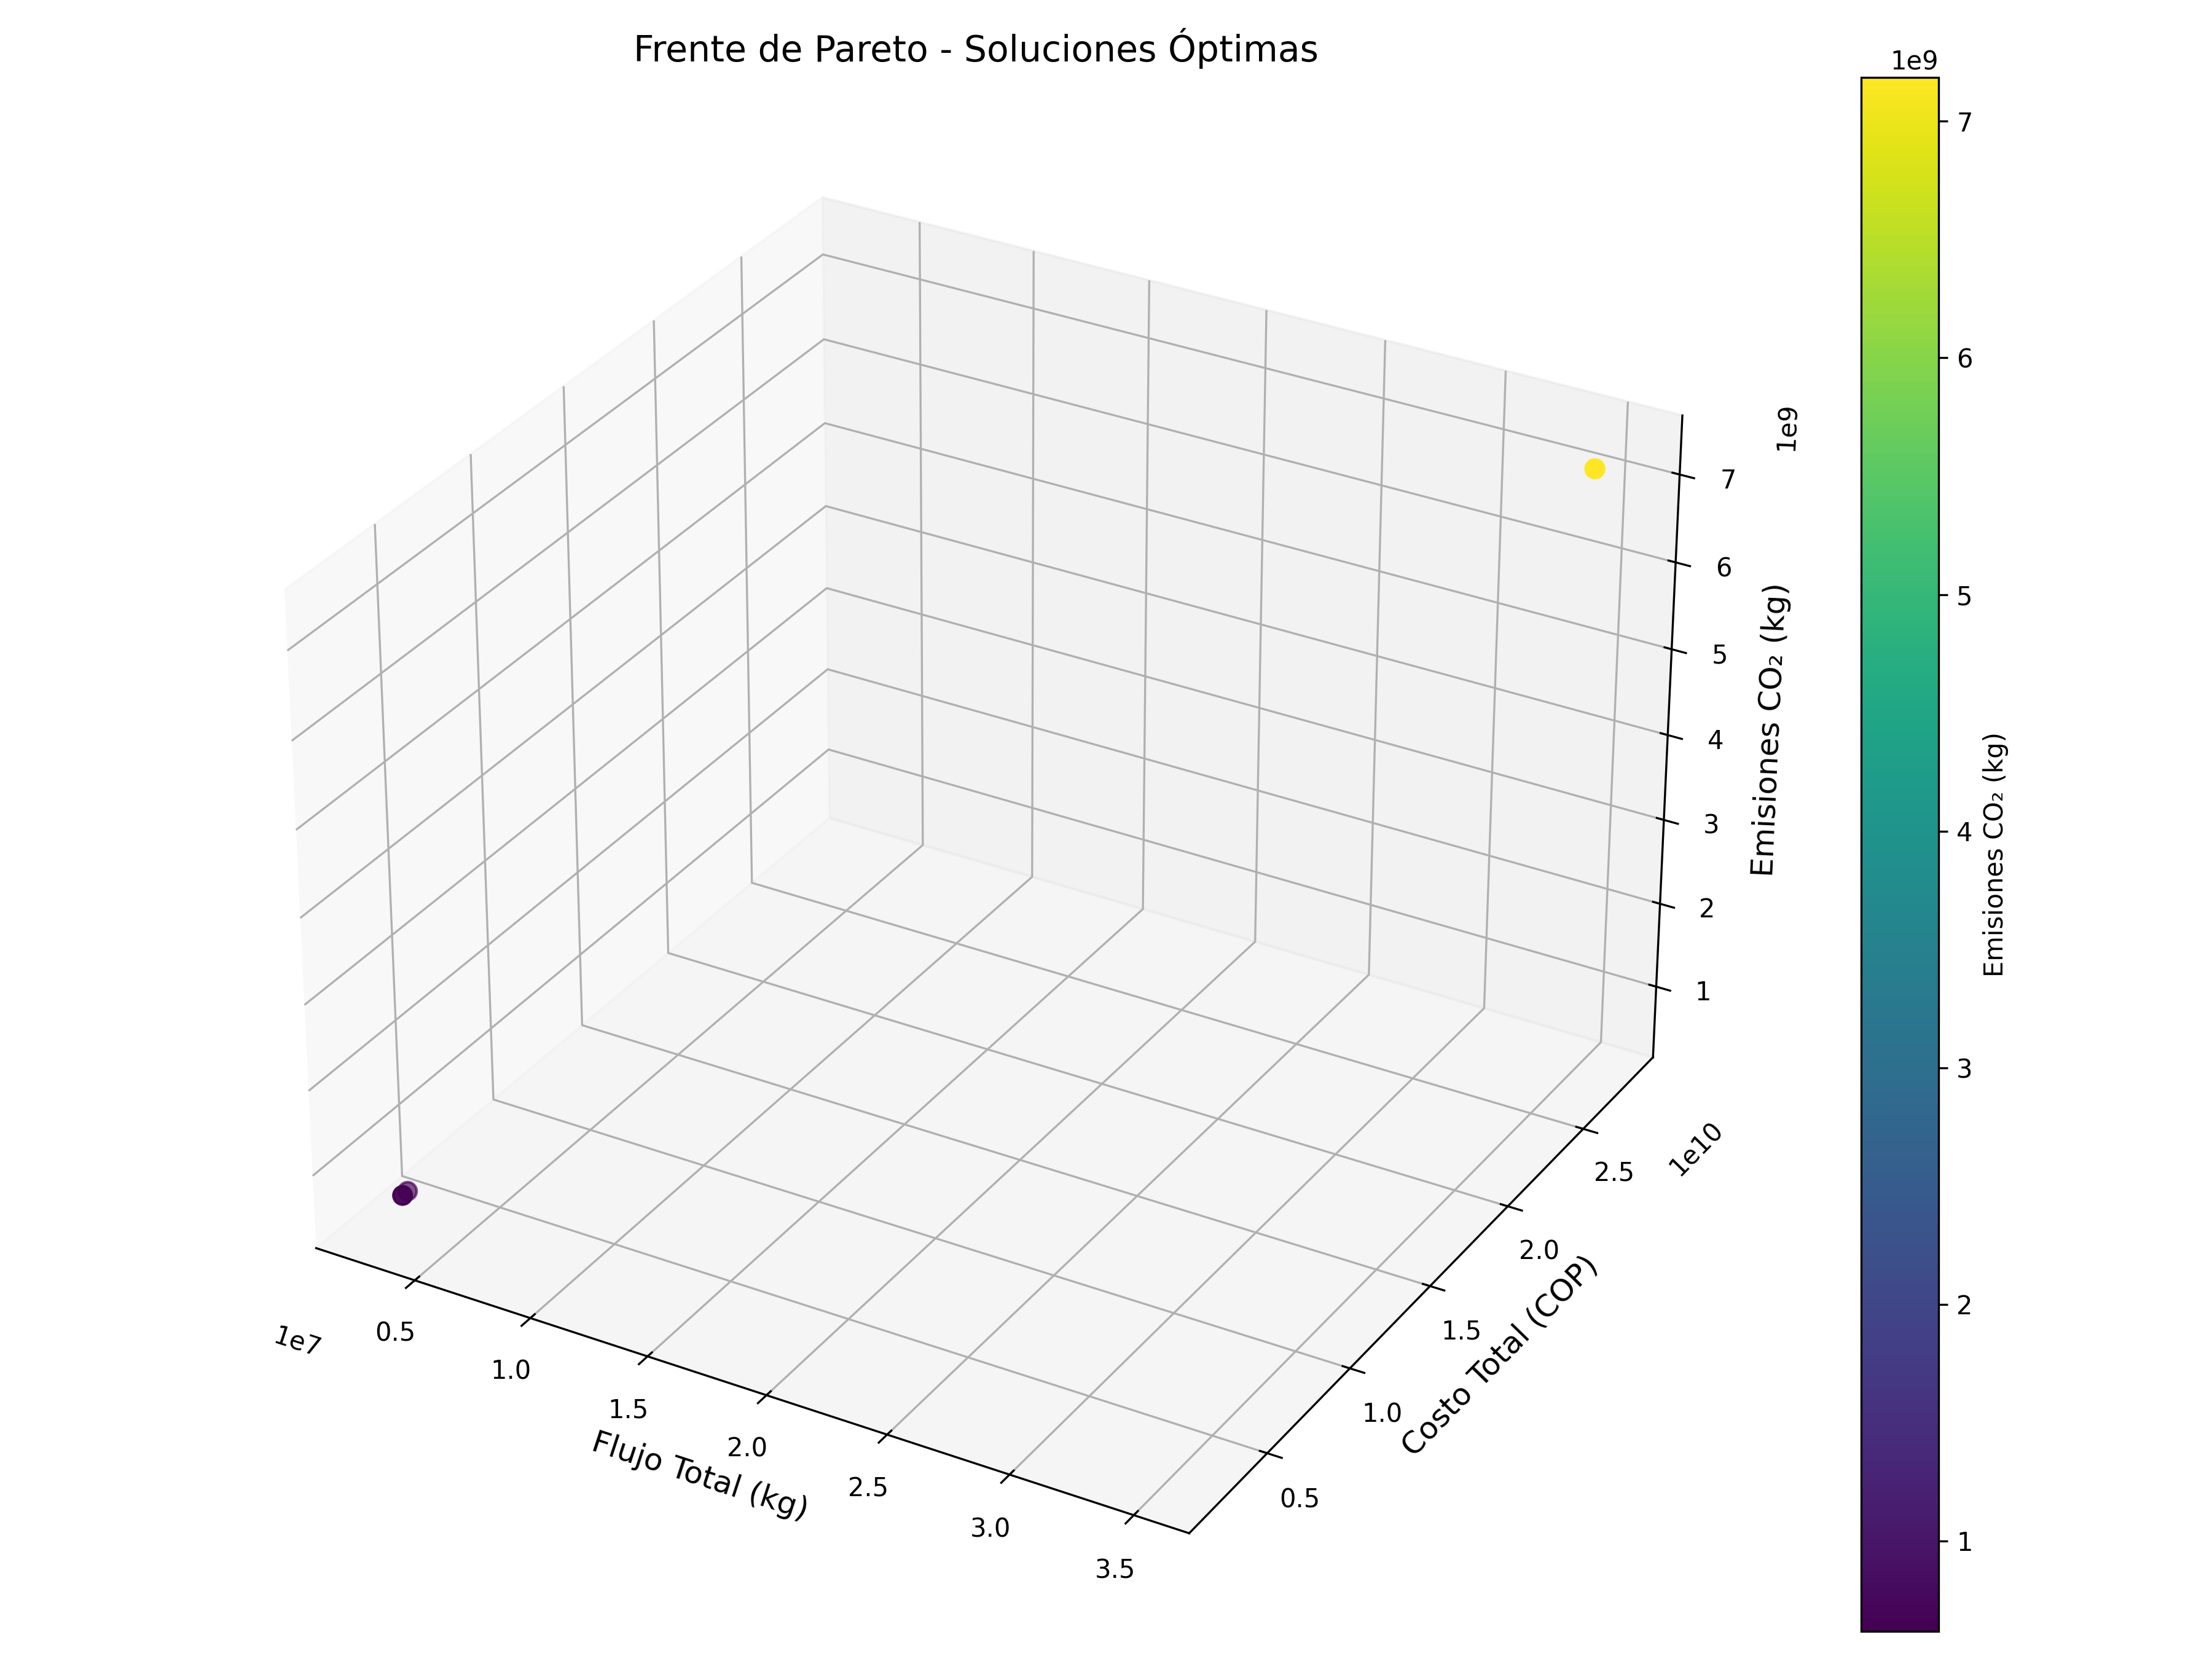 Frente de Pareto - Soluciones Óptimas
1e9
7
6
5
4
3
2
1
Emisiones CO₂ (kg)
1e9
7
6
5
4
3
2
1
Emisiones CO₂ (kg)
1e10
2.5
2.0
1.5
1.0
0.5
Costo Total (COP)
1e7
0.5
1.0
1.5
2.0
2.5
3.0
3.5
Flujo Total (kg)